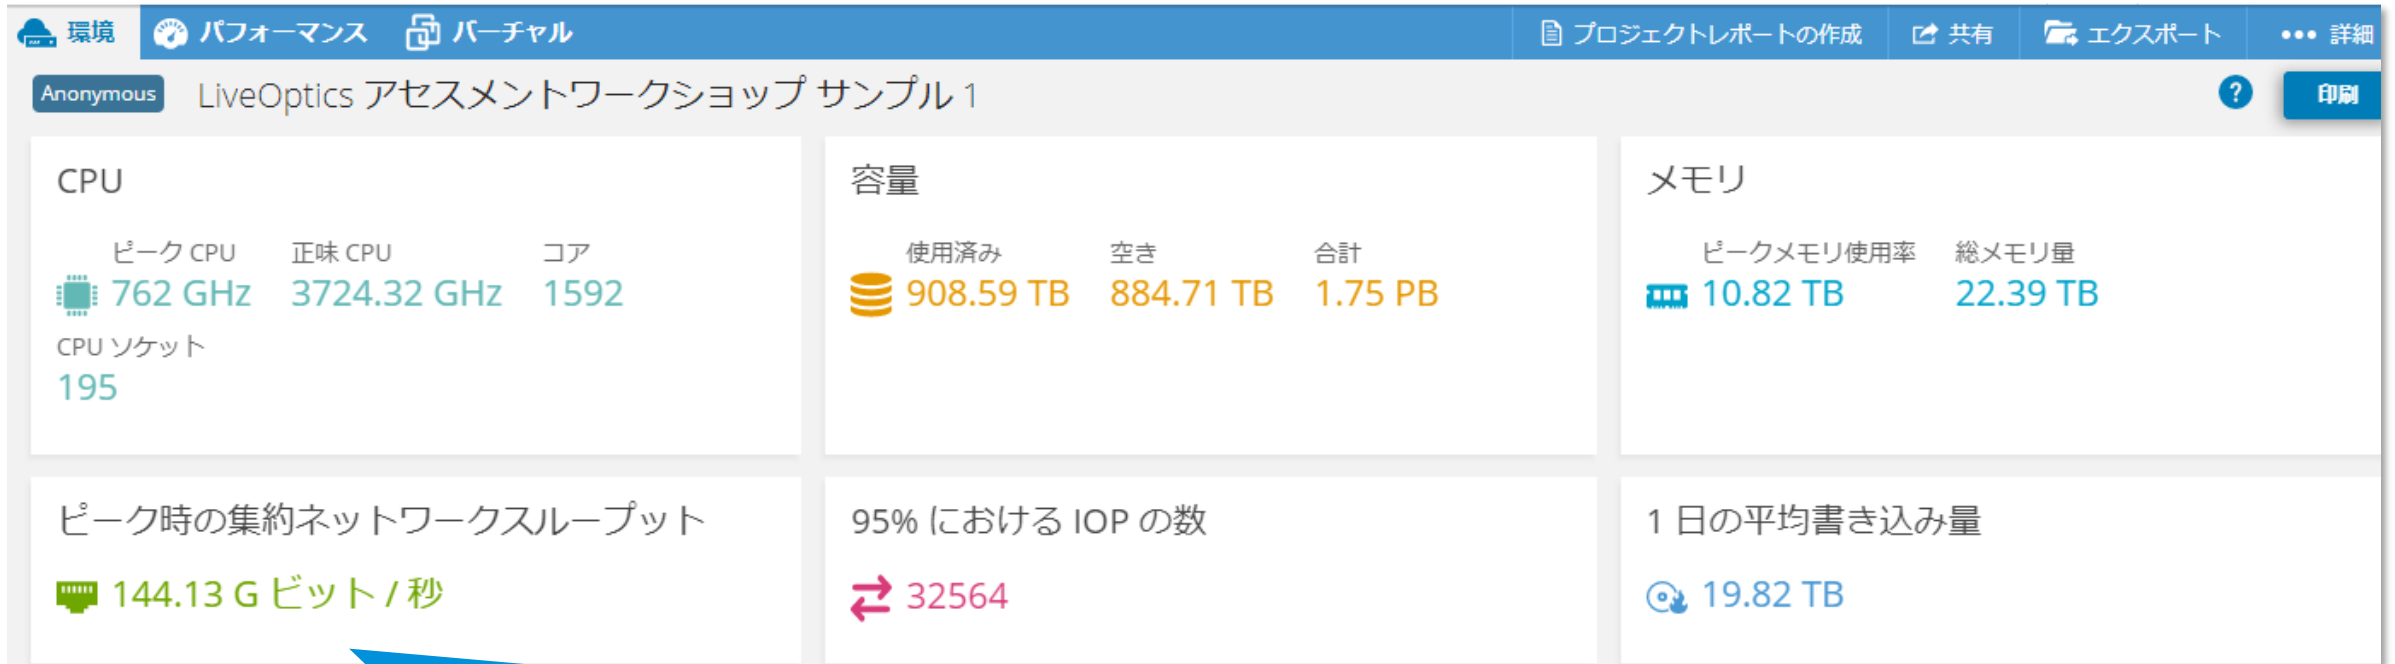 環境 パフォーマンス バーチャル プロジェクトレポートの作成 共有 エクスポート ••• 詳細
Anonymous LiveOptics アセスメントワークショップ サンプル 1 ? 印刷
CPU
ピーク CPU 正味 CPU コア
762 GHz 3724.32 GHz 1592
CPU ソケット
195
容量
使用済み 空き 合計
908.59 TB 884.71 TB 1.75 PB
メモリ
ピークメモリ使用率 総メモリ量
10.82 TB 22.39 TB
ピーク時の集約ネットワークスループット
144.13 G ビット / 秒
95% における IOP の数
32564
1 日の平均書き込み量
19.82 TB